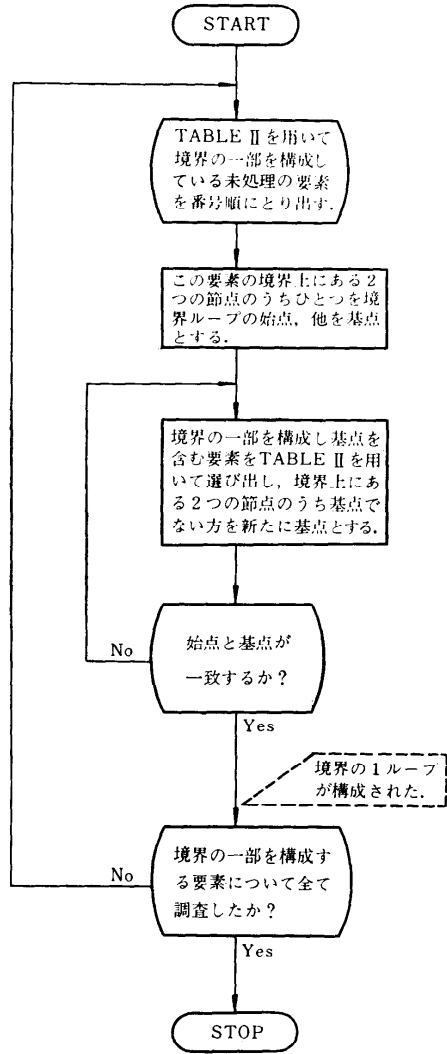 START
TABLE Ⅱを用いて
境界の一部を構成し
ている未処理の要素
を番号順にとり出す.
この要素の境界上にある2
つの節点のうちひとつを境
界ループの始点，他を基点
とする.
境界の一部を構成し基点を
含む要素をTABLE Ⅱを用
いて選び出し，境界上にあ
る2つの節点のうち基点で
ない方を新たに基点とする.
始点と基点が
一致するか？
No
Yes
境界の1ループ
が構成された.
境界の一部を構成す
る要素について全て
調査したか？
No
Yes
STOP